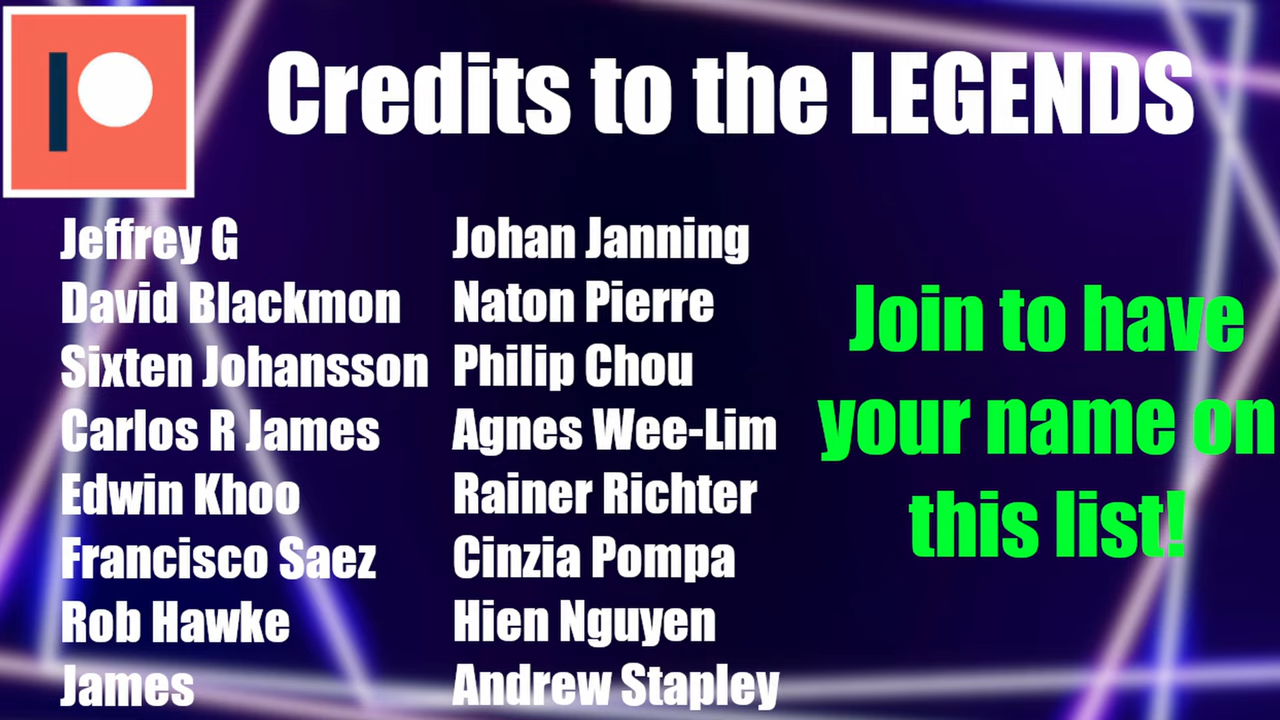 Credits to the LEGENDS
Jeffrey G
David Blackmon
Sixten Johansson
Carlos R James
Edwin Khoo
Francisco Saez
Rob Hawke
James
Johan Janning
Naton Pierre
Philip Chou
Agnes Wee-Lim
Rainer Richter
Cinzia Pompa
Hien Nguyen
Andrew Stapley
Join to have
your name on
this list!